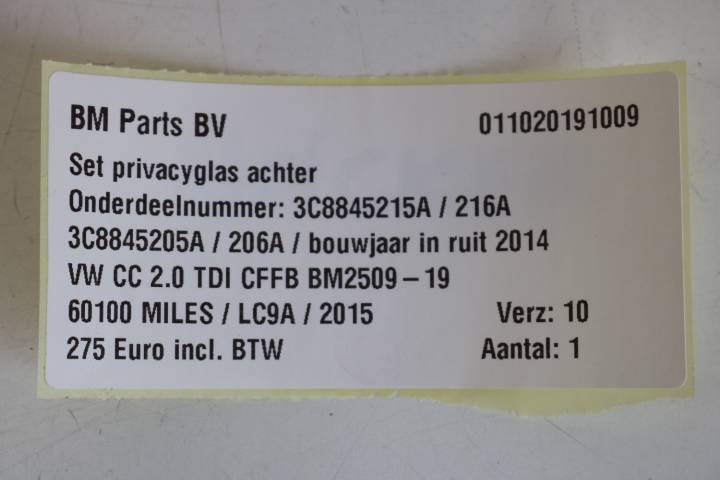 BM Parts BV 011020191009
Set privacyglas achter
Onderdeelnummer: 3C8845215A / 216A
3C8845205A / 206A / bouwjaar in ruit 2014
VW CC 2.0 TDI CFFB BM2509 – 19
60100 MILES / LC9A / 2015 Verz: 10
275 Euro incl. BTW Aantal: 1